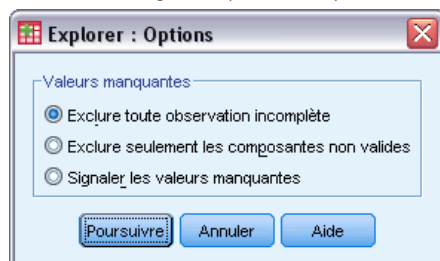 Explorer : Options
Valeurs manquantes
Exclure toute observation incomplète
Exclure seulement les composantes non valides
Signaler les valeurs manquantes
Poursuivre Annuler Aide